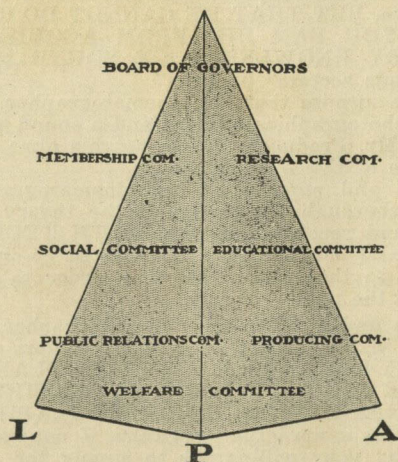 BOARD OF GOVERNORS
MEMBERSHIP COM. RESEARCH COM.
SOCIAL COMMITTEE EDUCATIONAL COMMITTEE
PUBLIC RELATIONS COM. PRODUCING COM.
WELFARE COMMITTEE
L P A